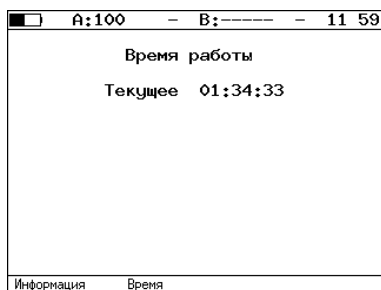 A:100 - B:----- - 11 59
Время работы
Текущее 01:34:33
Информация Время